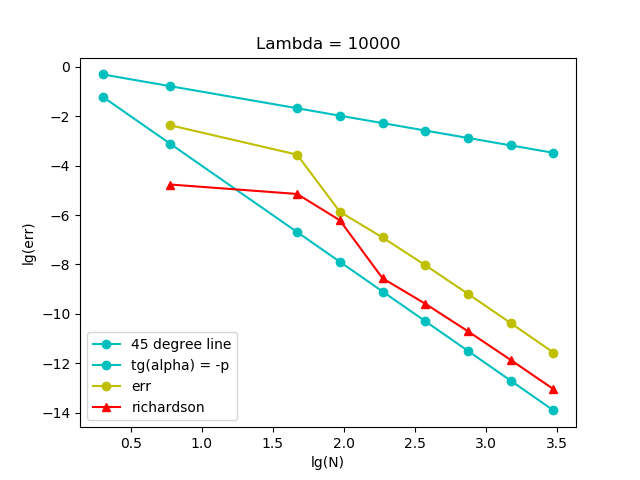 Lambda = 10000
0
−2
−4
−6
−8
−10
−12
−14
lg(err)
45 degree line
tg(alpha) = -p
err
richardson
0.5 1.0 1.5 2.0 2.5 3.0 3.5
lg(N)